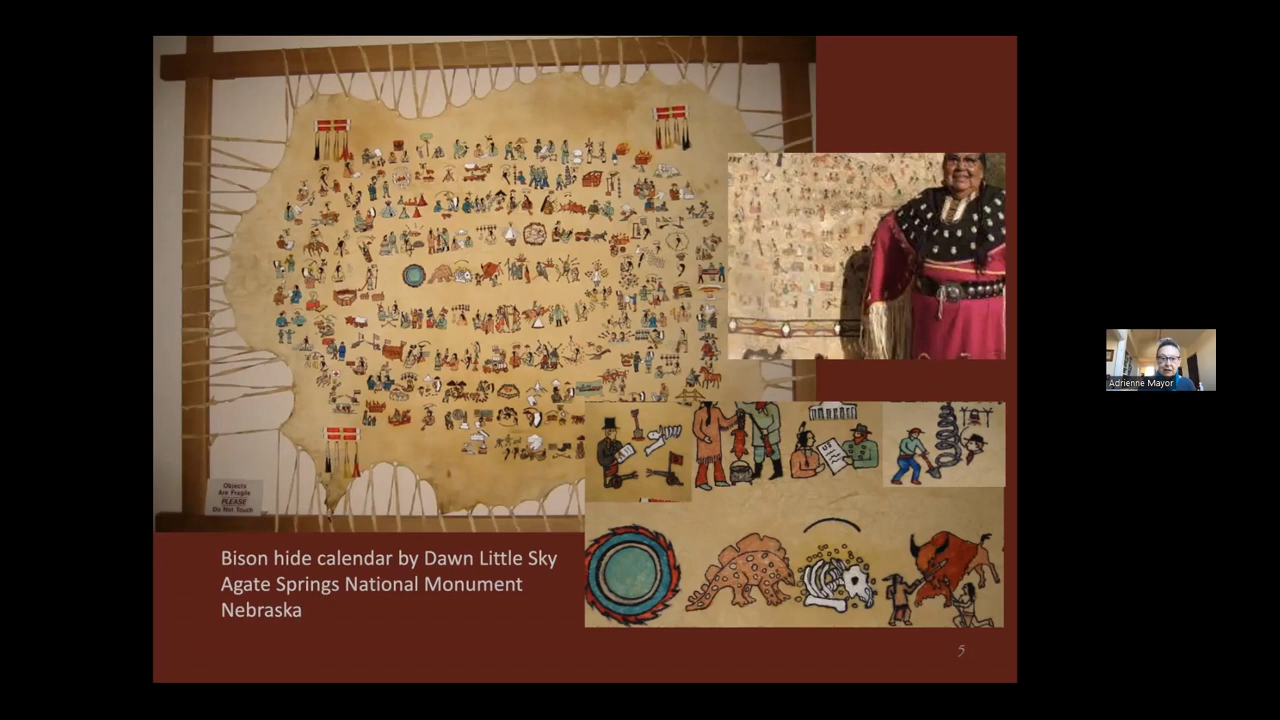 Objects
Are Fragile
PLEASE
Do Not Touch
Bison hide calendar by Dawn Little Sky
Agate Springs National Monument
Nebraska
5
Adrienne Mayor